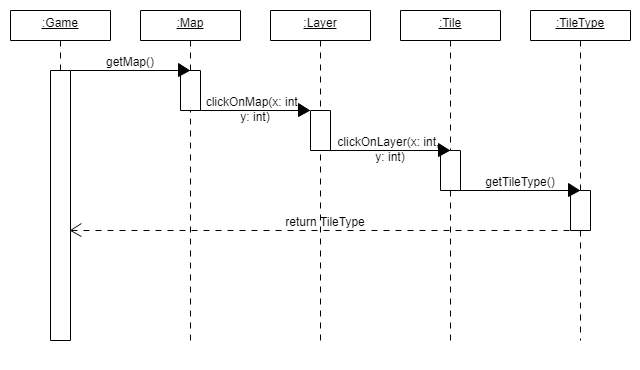 :Game
:Map
:Layer
:Tile
:TileType
getMap()
clickOnMap(x: int,
y: int)
clickOnLayer(x: int,
y: int)
getTileType()
return TileType